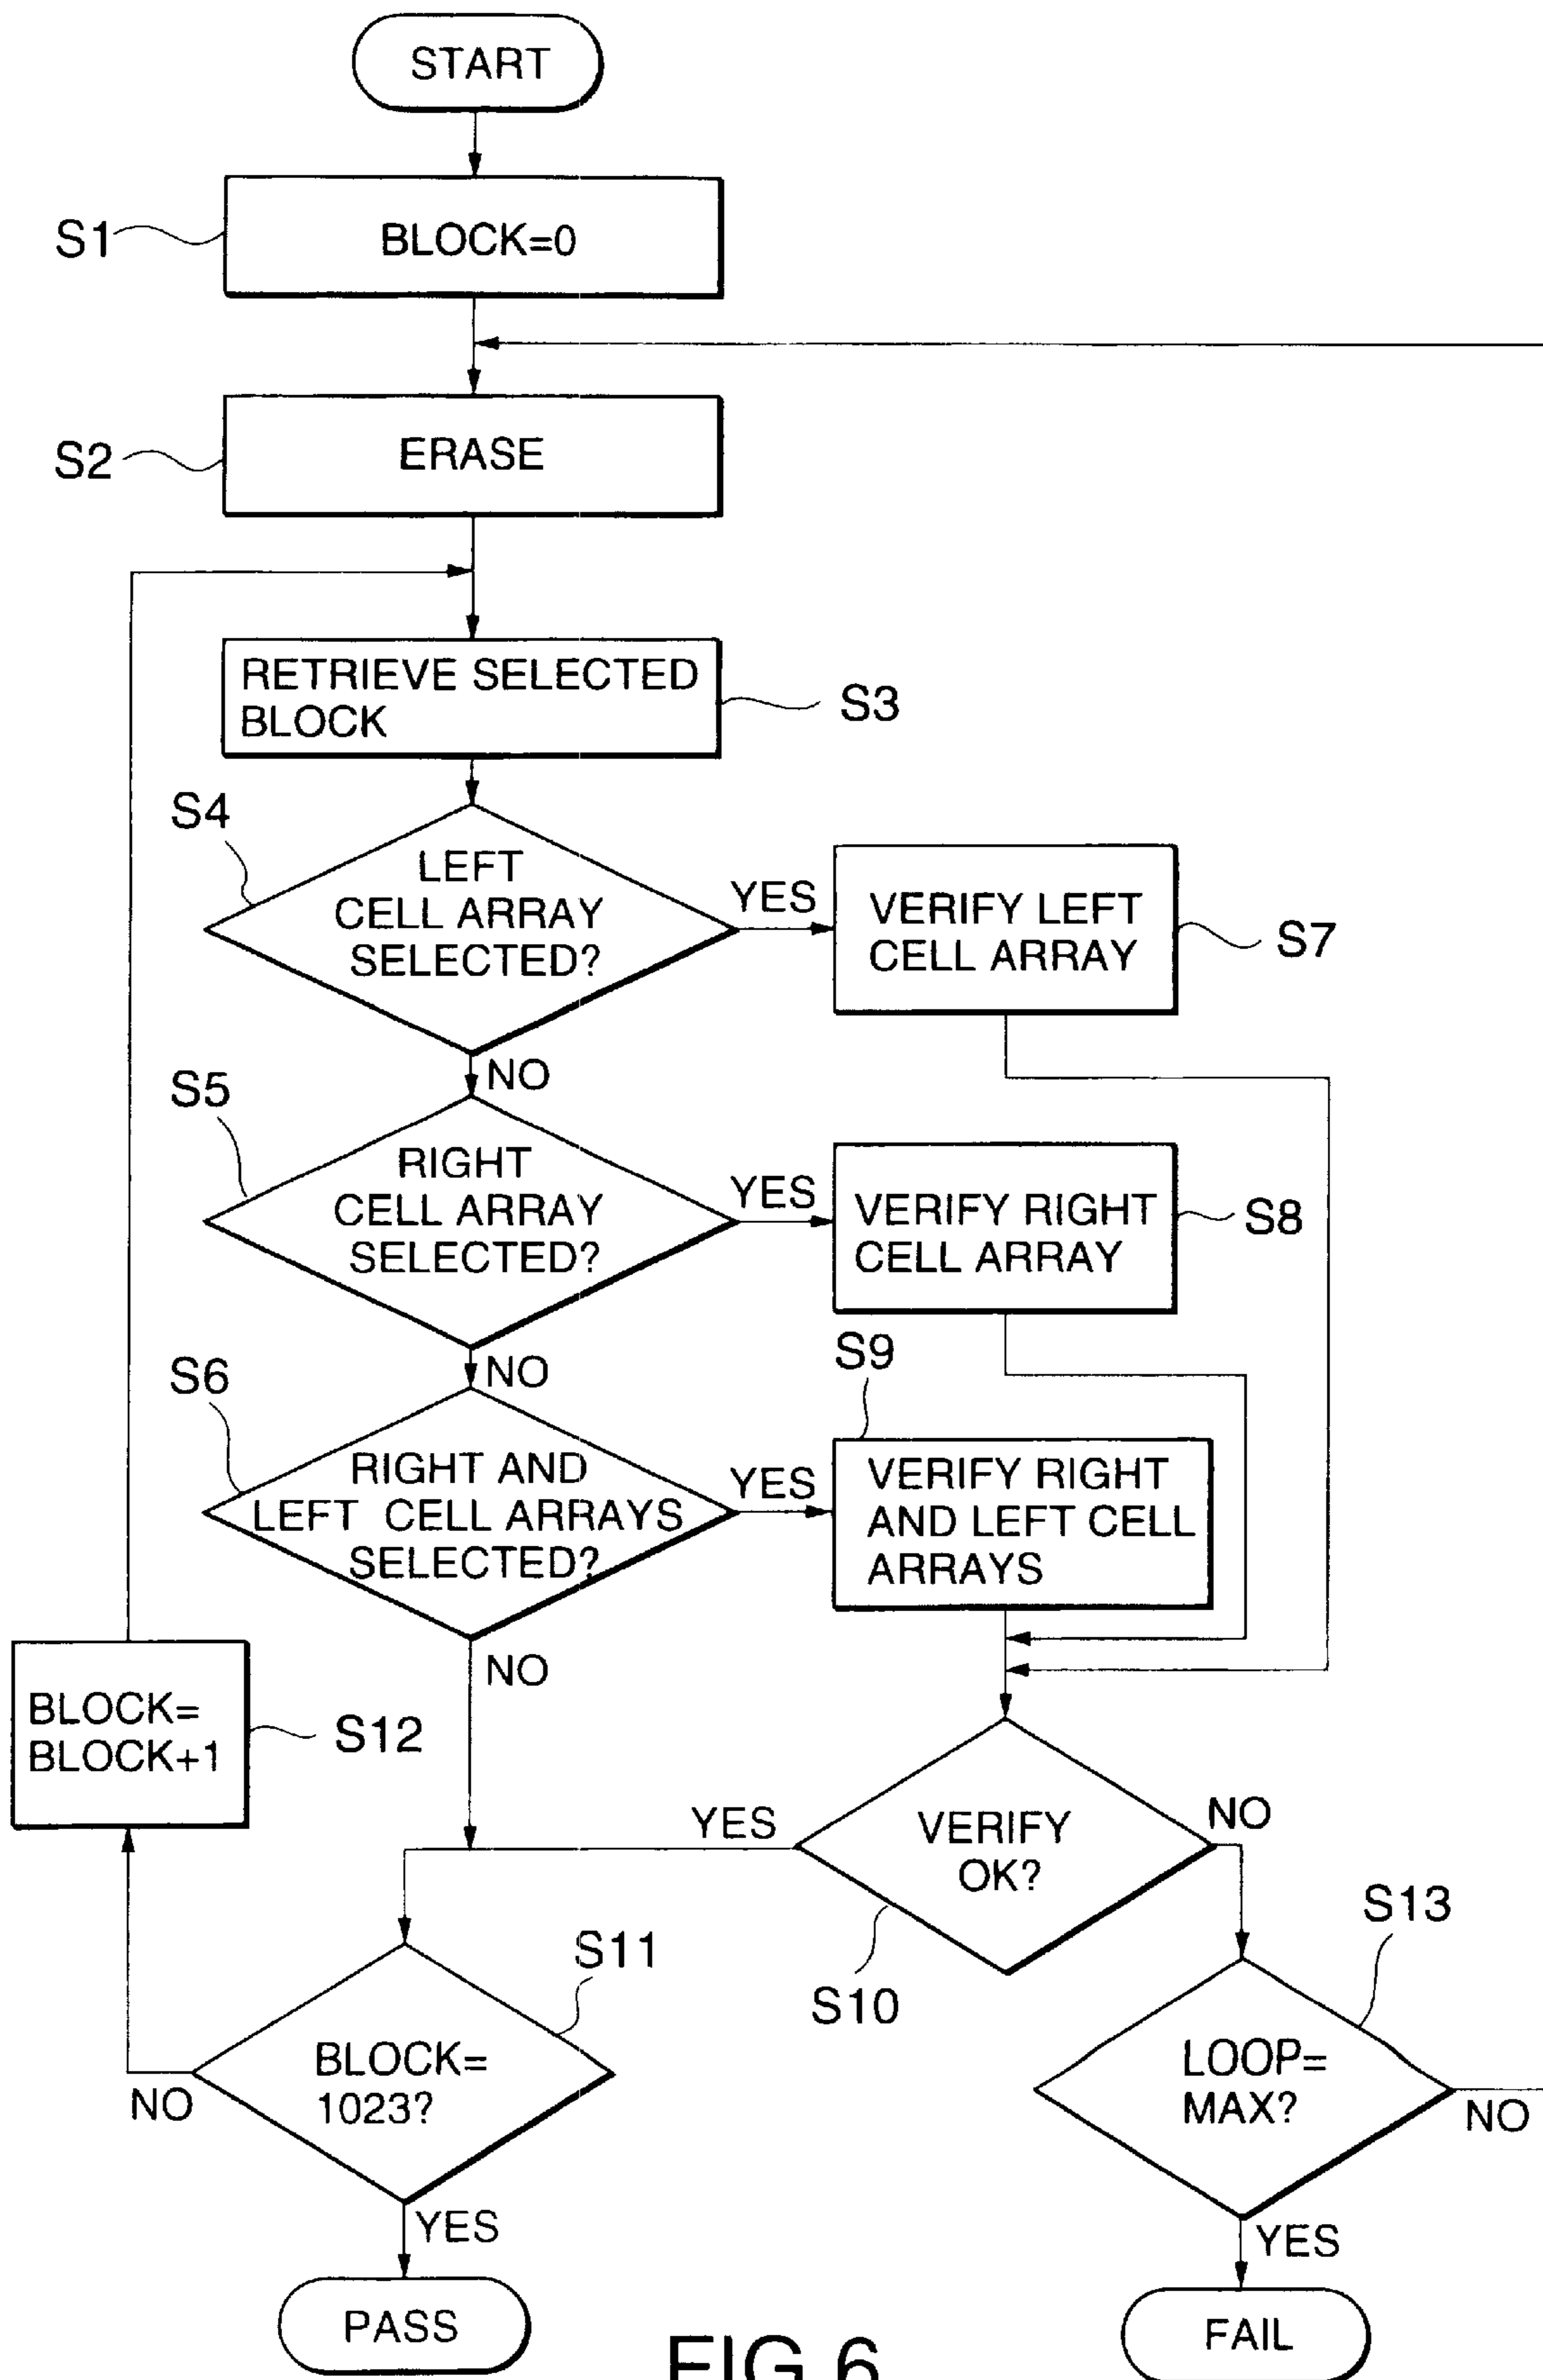 START
S1
BLOCK=0
S2
ERASE
RETRIEVE SELECTED
BLOCK
S3
S4
LEFT
CELL ARRAY
SELECTED?
YES
VERIFY LEFT
CELL ARRAY
S7
NO
S5
RIGHT
CELL ARRAY
SELECTED?
YES
VERIFY RIGHT
CELL ARRAY
S8
NO
S6
RIGHT AND
LEFT CELL ARRAYS
SELECTED?
YES
S9
VERIFY RIGHT
AND LEFT CELL
ARRAYS
NO
BLOCK=
BLOCK+1
S12
YES
VERIFY
OK?
NO
S10
S11
BLOCK=
1023?
NO
YES
PASS
S13
LOOP=
MAX?
NO
YES
FAIL
FIG.6